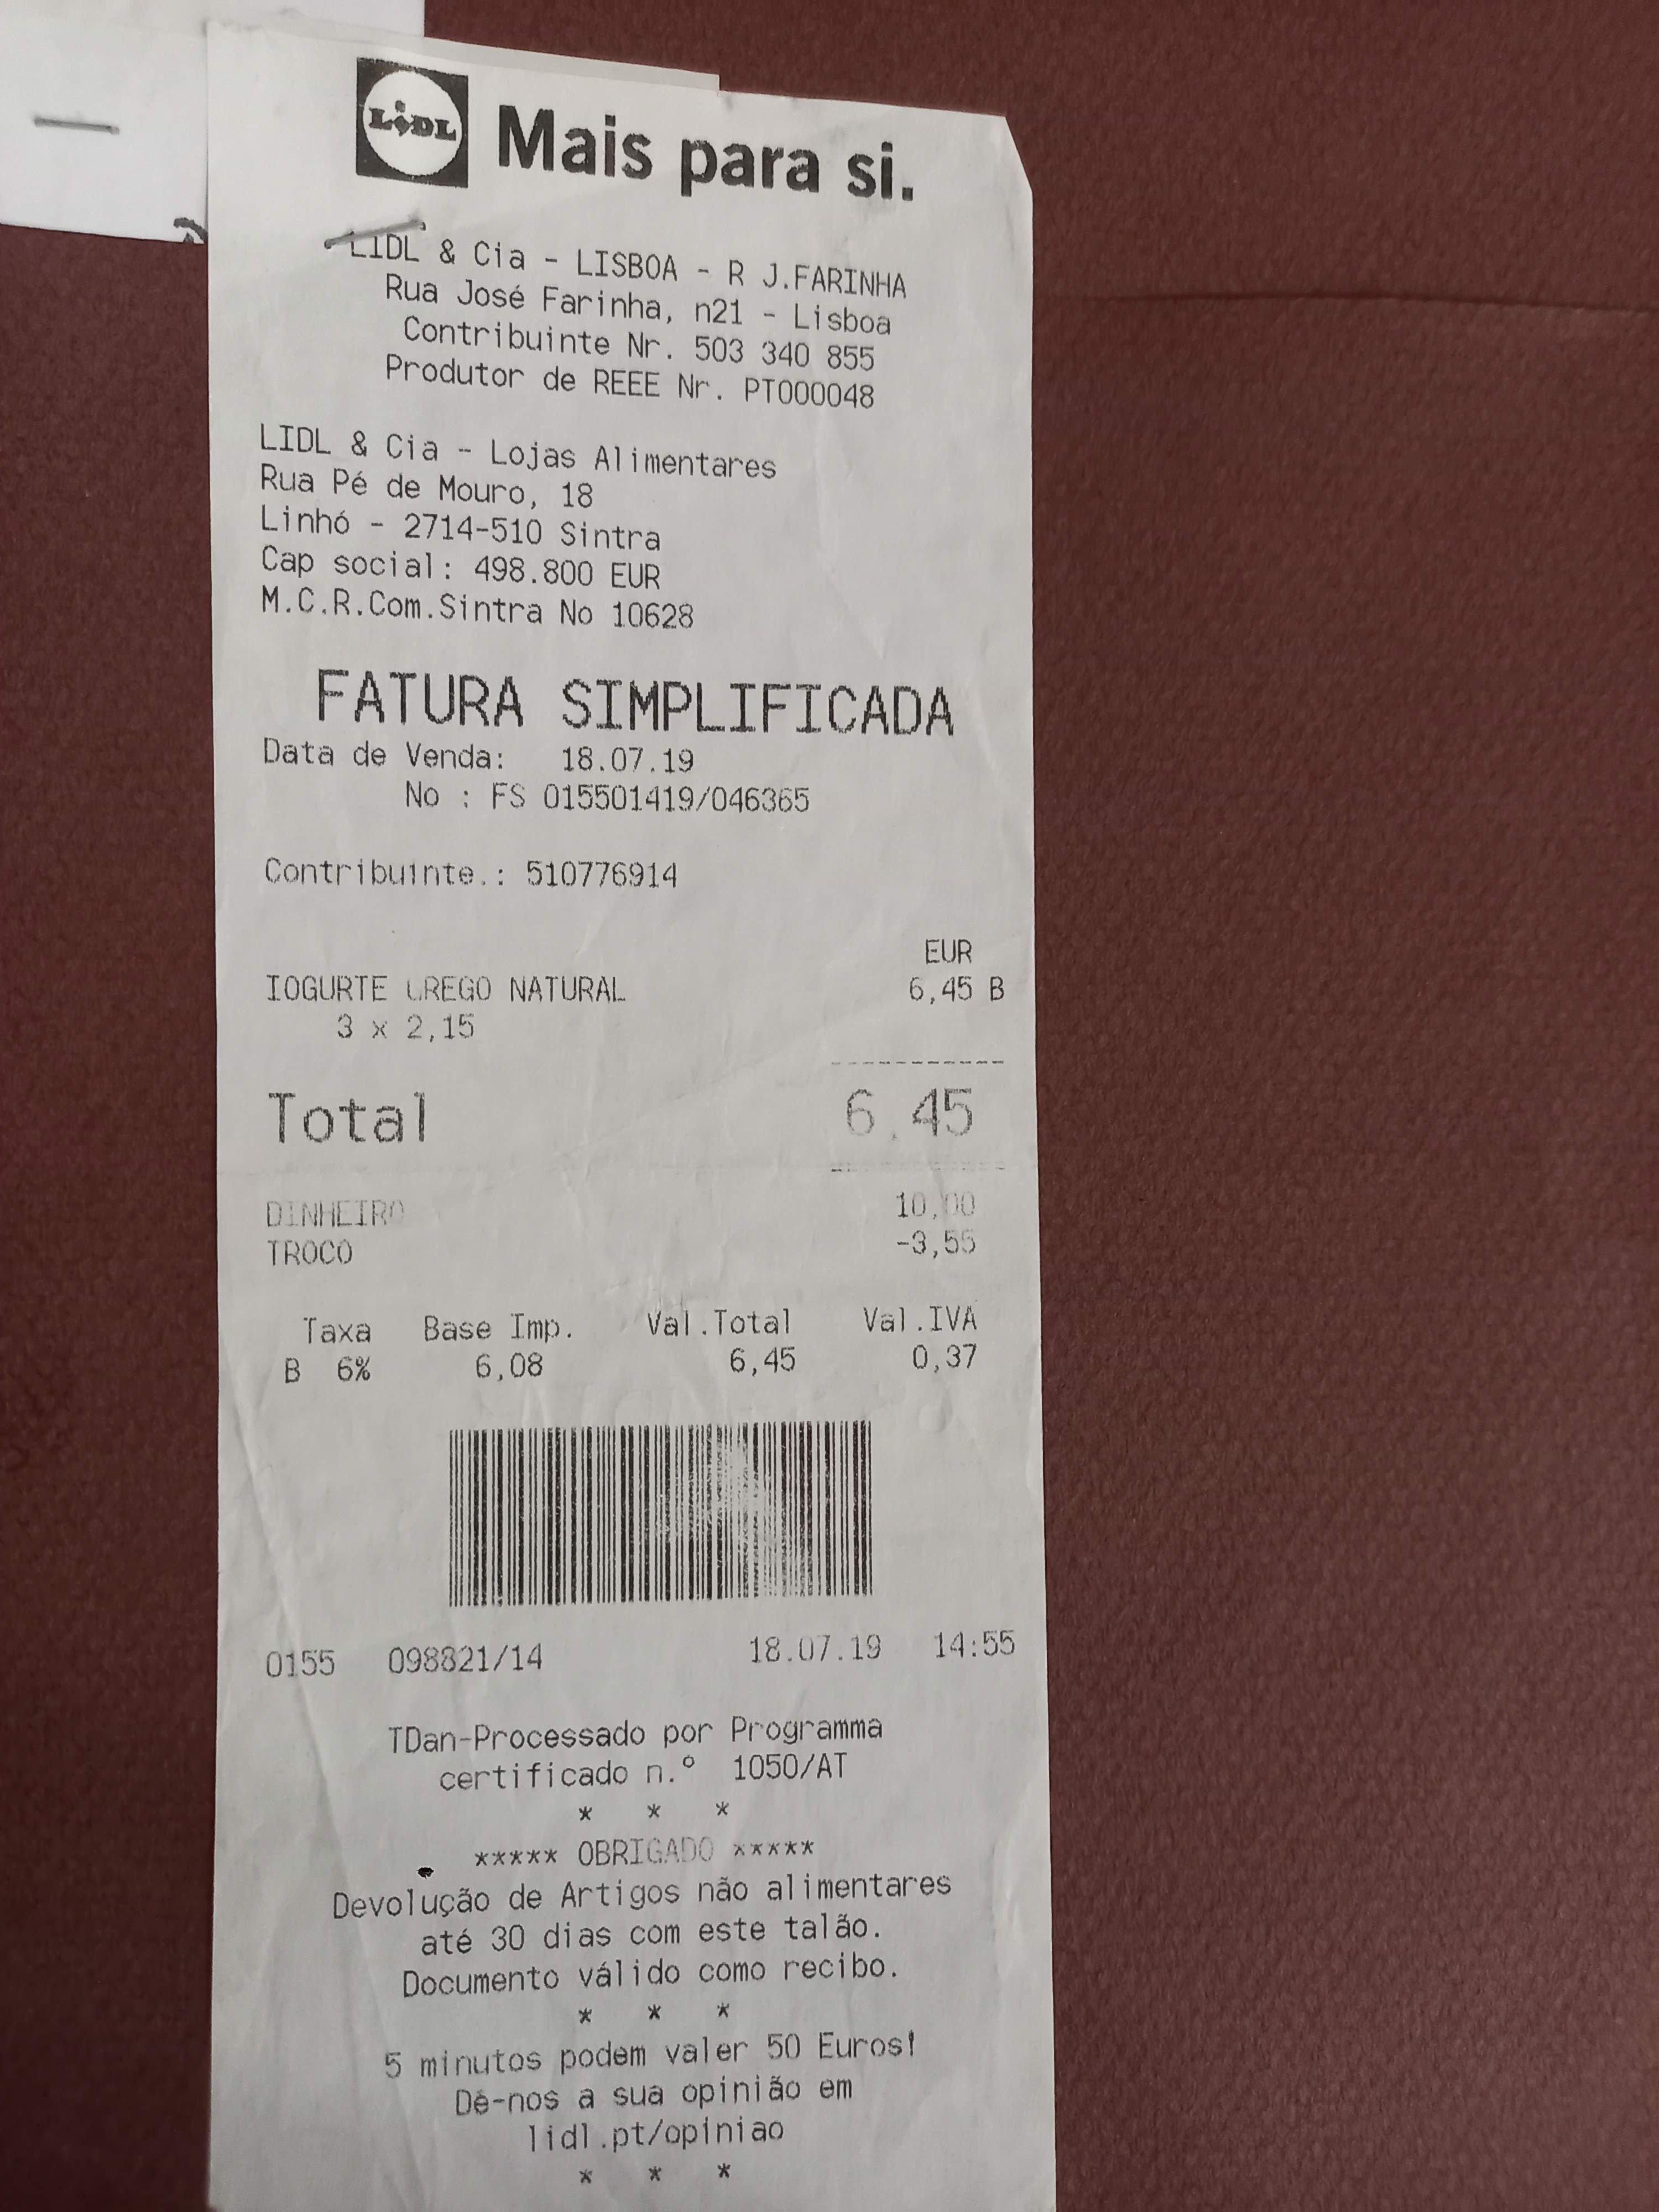 LIDL Mais para si.
LIDL & Cia - LISBOA - R J.FARINHA
Rua José Farinha, n21 - Lisboa
Contribuinte Nr. 503 340 855
Produtor de REEE Nr. PT000048
LIDL & Cia - Lojas Alimentares
Rua Pé de Mouro, 18
Linhó - 2714-510 Sintra
Cap social: 498.800 EUR
M.C.R.Com.Sintra No 10628
FATURA SIMPLIFICADA
Data de Venda: 18.07.19
No : FS 015501419/046365
Contribuinte.: 510776914
EUR
IOGURTE GREGO NATURAL 6,45 B
3 x 2,15
Total 6,45
DINHEIRO 10,00
TROCO -3,55
Taxa Base Imp. Val.Total Val.IVA
B 6% 6,08 6,45 0,37
0155 098821/14 18.07.19 14:55
TDan-Processado por Programma
certificado n.º 1050/AT
* * *
***** OBRIGADO *****
Devolução de Artigos não alimentares
até 30 dias com este talão.
Documento válido como recibo.
* * *
5 minutos podem valer 50 Euros!
Dê-nos a sua opinião em
lidl.pt/opiniao
* * *